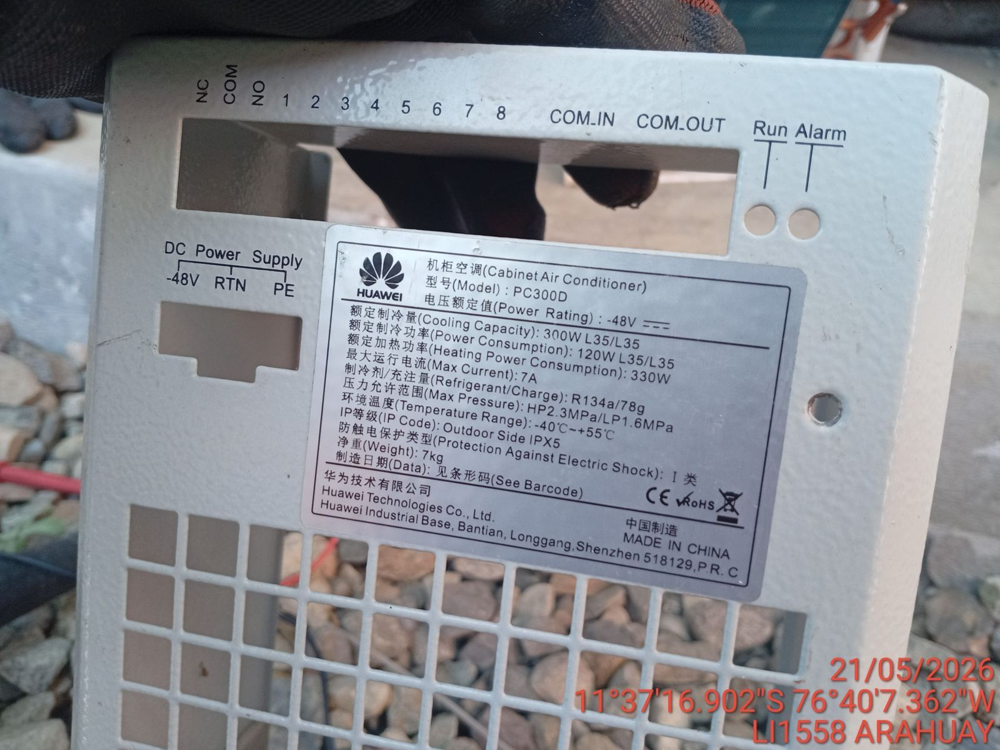 NC COM NO 1 2 3 4 5 6 7 8 COM_IN COM_OUT Run Alarm
DC Power Supply
-48V RTN PE
HUAWEI
机柜空调(Cabinet Air Conditioner)
型号(Model) : PC300D
电压额定值(Power Rating) : -48V
额定制冷量(Cooling Capacity): 300W L35/L35
额定制冷功率(Power Consumption): 120W L35/L35
额定加热功率(Heating Power Consumption): 330W
最大运行电流(Max Current): 7A
制冷剂/充注量(Refrigerant/Charge): R134a/78g
压力允许范围(Max Pressure): HP2.3MPa/LP1.6MPa
环境温度(Temperature Range): -40℃~+55℃
IP等级(IP Code): Outdoor Side IPX5
防触电保护类型(Protection Against Electric Shock): I 类
净重(Weight): 7kg
制造日期(Data): 见条形码(See Barcode)
CE RoHS
华为技术有限公司
Huawei Technologies Co., Ltd.
Huawei Industrial Base, Bantian, Longgang,Shenzhen 518129,P.R. C
中国制造
MADE IN CHINA
21/05/2026
11°37'16.902"S 76°40'7.362"W
LI1558 ARAHUAY